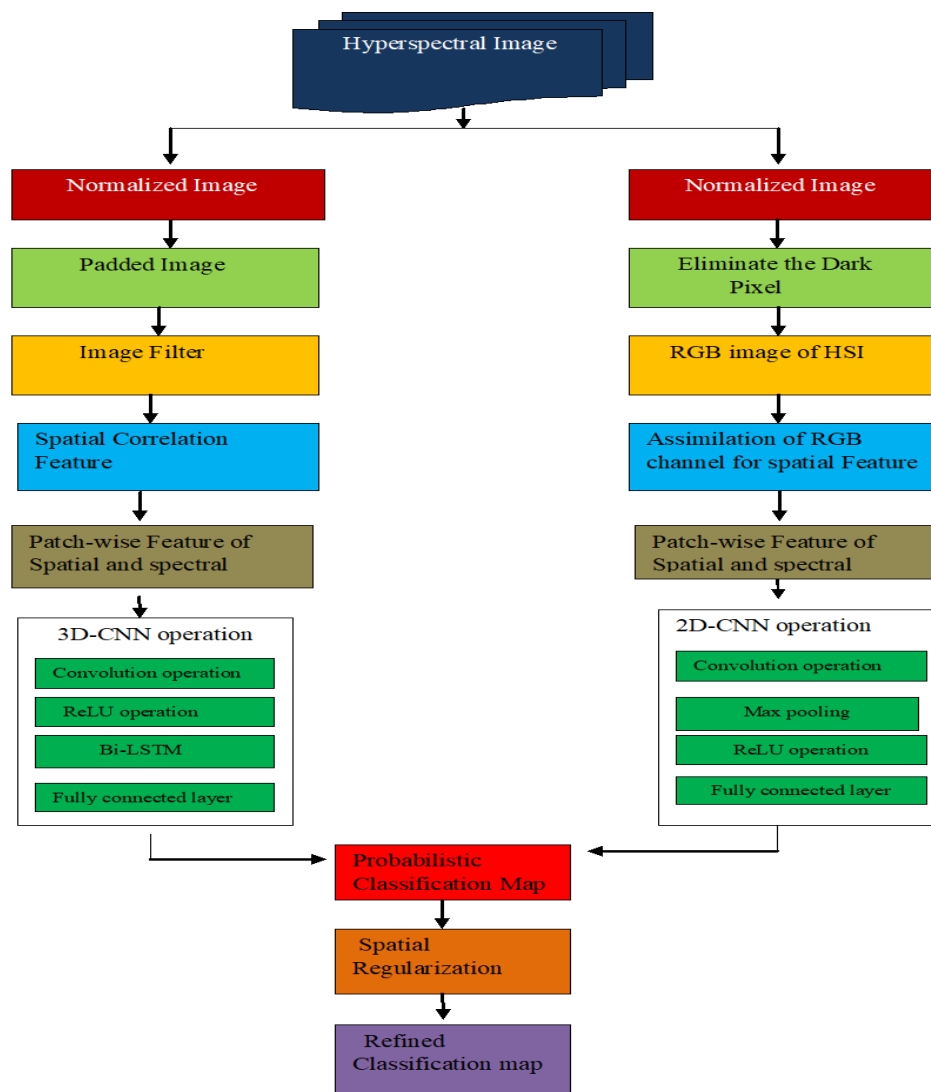 Hyperspectral Image
Normalized Image
Padded Image
Image Filter
Spatial Correlation
Feature
Patch-wise Feature of
Spatial and spectral
3D-CNN operation
Convolution operation
ReLU operation
Bi-LSTM
Fully connected layer
Normalized Image
Eliminate the Dark
Pixel
RGB image of HSI
Assimilation of RGB
channel for spatial Feature
Patch-wise Feature of
Spatial and spectral
2D-CNN operation
Convolution operation
Max pooling
ReLU operation
Fully connected layer
Probabilistic
Classification Map
Spatial
Regularization
Refined
Classification map